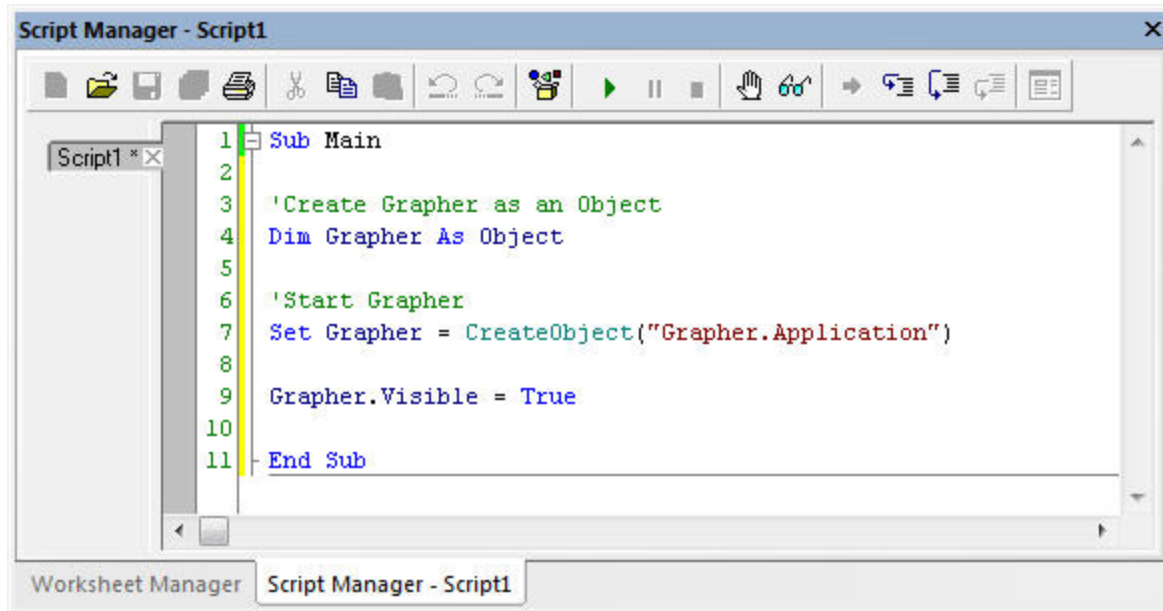 Script Manager - Script1
Script1 *
1 Sub Main
2
3 'Create Grapher as an Object
4 Dim Grapher As Object
5
6 'Start Grapher
7 Set Grapher = CreateObject("Grapher.Application")
8
9 Grapher.Visible = True
10
11 End Sub
Worksheet Manager Script Manager - Script1